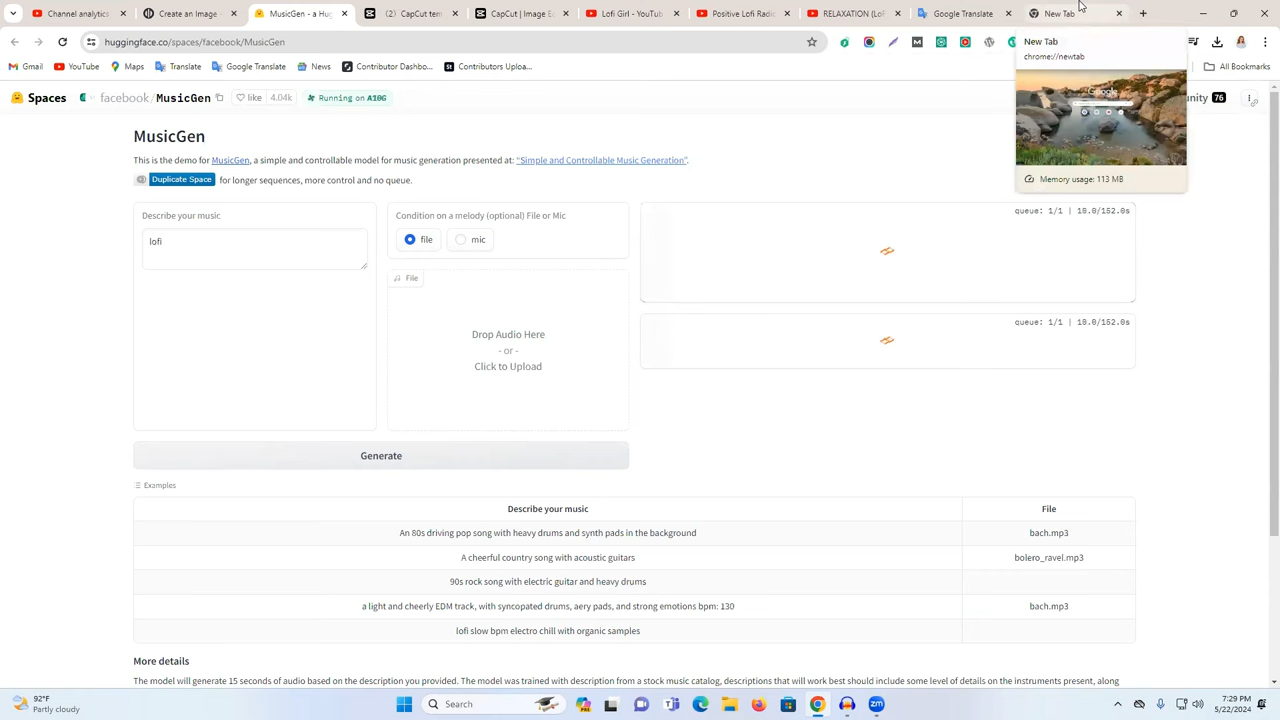 Channel analytics
Create an Image
MusicGen - a Hugg
(2) CapCut
CapCut | Image E
Lofi Girl - YouTub
Positive Lofi Radio
RELAXATION (LoF
Google Translate
New Tab
huggingface.co/spaces/facebook/MusicGen
New Tab
chrome://newtab
Gmail
YouTube
Maps
Google Translate
Google Translate
News
Contributor Dashbo...
Contributors Uploa...
All Bookmarks
Google
Memory usage: 113 MB
Spaces
facebook/MusicGen
like
4.04k
Running on A10G
unity 76
MusicGen
This is the demo for MusicGen, a simple and controllable model for music generation presented at: "Simple and Controllable Music Generation".
Duplicate Space for longer sequences, more control and no queue.
Describe your music
lofi
Condition on a melody (optional) File or Mic
file
mic
File
Drop Audio Here
- or -
Click to Upload
queue: 1/1 | 18.0/152.0s
queue: 1/1 | 18.0/152.0s
Generate
Examples
Describe your music
File
An 80s driving pop song with heavy drums and synth pads in the background
bach.mp3
A cheerful country song with acoustic guitars
bolero_ravel.mp3
90s rock song with electric guitar and heavy drums
a light and cheerly EDM track, with syncopated drums, aery pads, and strong emotions bpm: 130
bach.mp3
lofi slow bpm electro chill with organic samples
More details
The model will generate 15 seconds of audio based on the description you provided. The model was trained with description from a stock music catalog, descriptions that will work best should include some level of details on the instruments present, along
92°F
Partly cloudy
Search
7:29 PM
5/22/2024